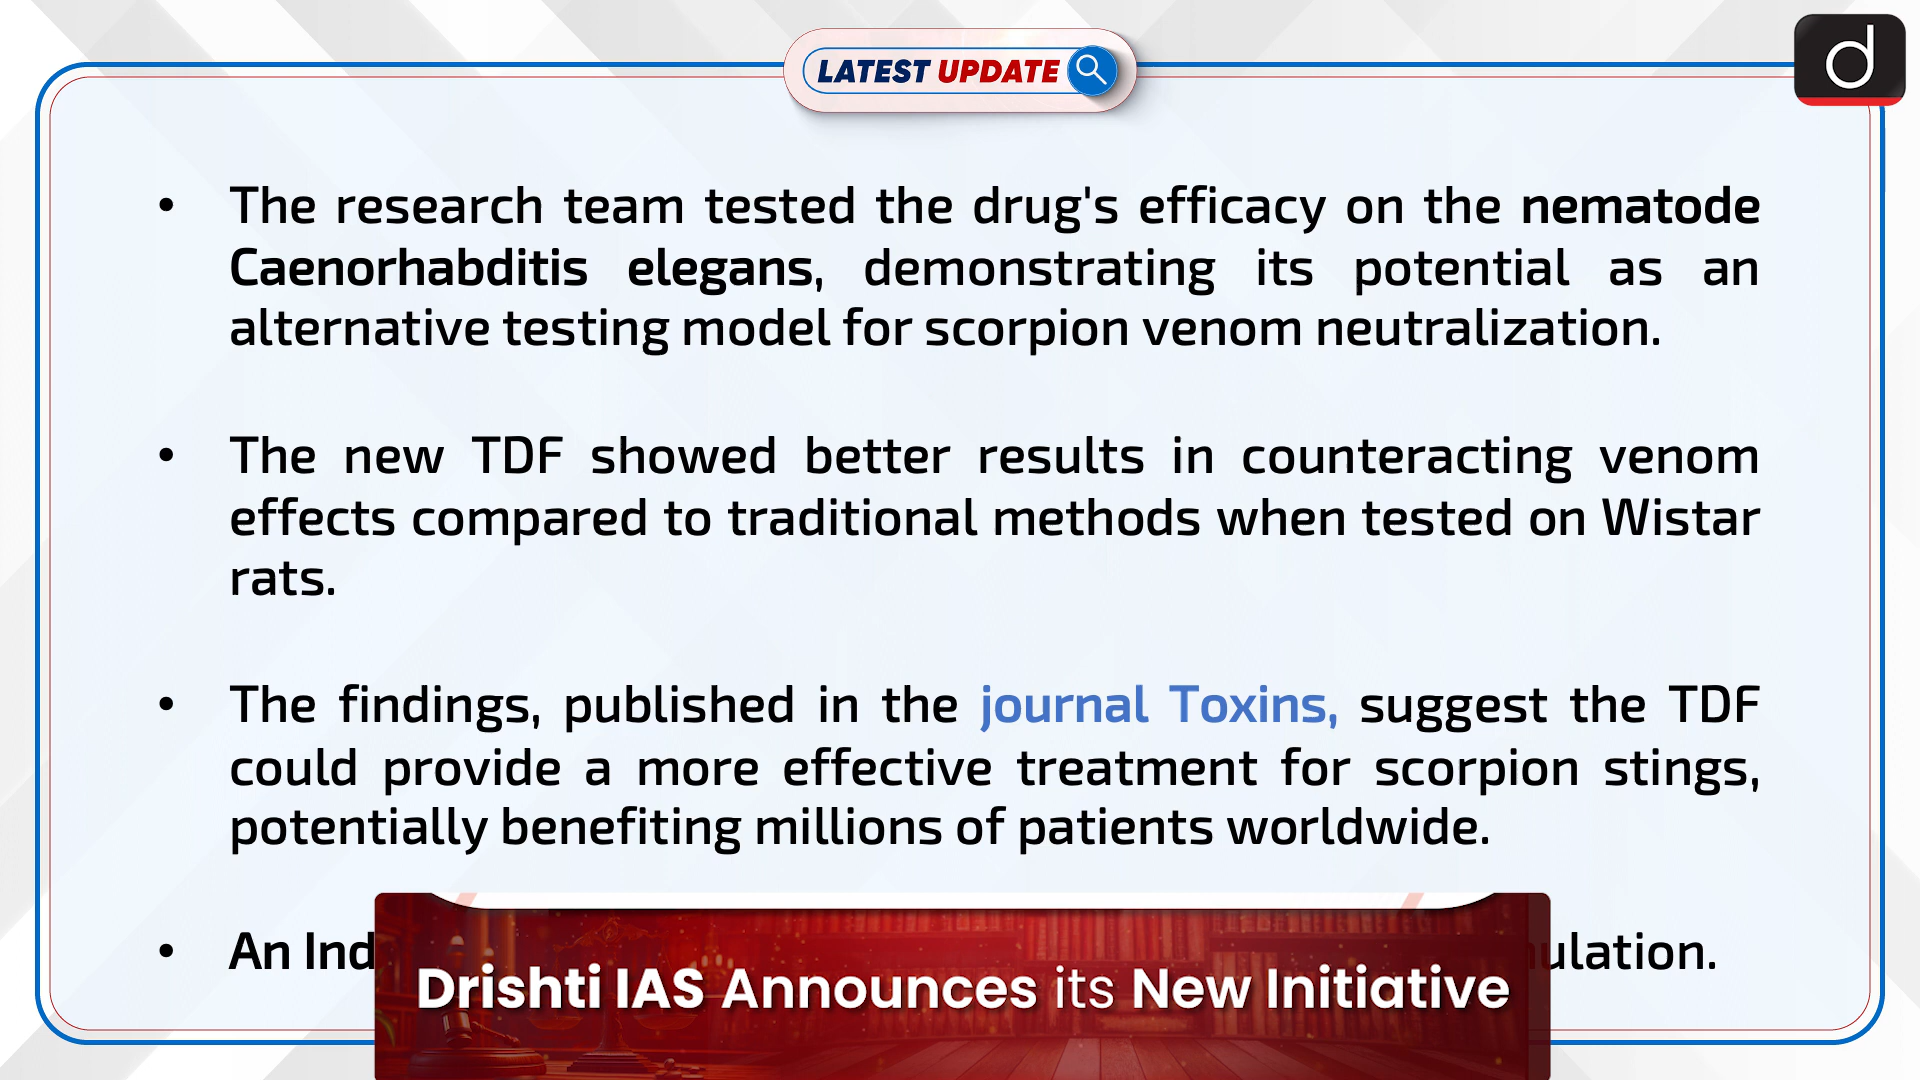 LATEST UPDATE
d
• The research team tested the drug's efficacy on the nematode
Caenorhabditis elegans, demonstrating its potential as an
alternative testing model for scorpion venom neutralization.
• The new TDF showed better results in counteracting venom
effects compared to traditional methods when tested on Wistar
rats.
• The findings, published in the journal Toxins, suggest the TDF
could provide a more effective treatment for scorpion stings,
potentially benefiting millions of patients worldwide.
• An Ind ulation.
Drishti IAS Announces its New Initiative